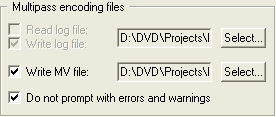 Multipass encoding files
Read log file:
Write log file:
D:\DVD\Projects\I Select...
Write MV file: D:\DVD\Projects\I Select...
Do not prompt with errors and warnings